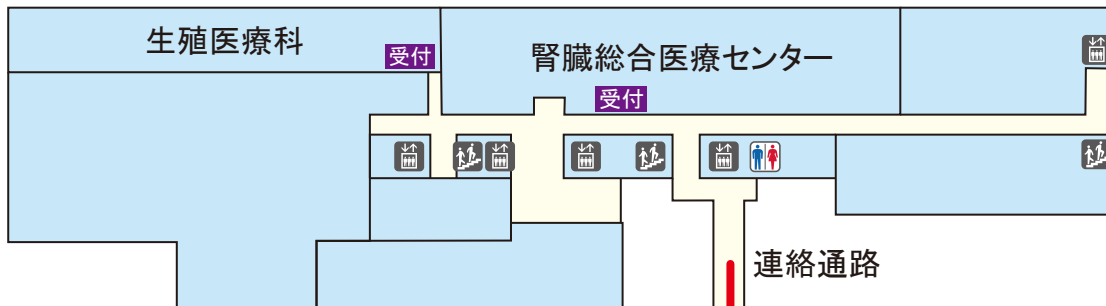 生殖医療科
受付
腎臓総合医療センター
受付
連絡通路